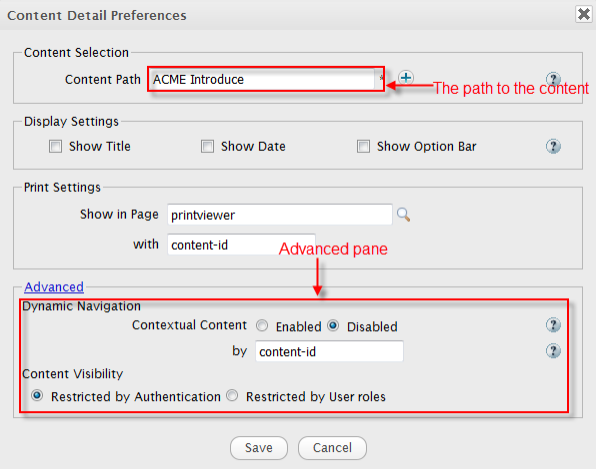 Content Detail Preferences
Content Selection
Content Path ACME Introduce *
The path to the content
Display Settings
Show Title Show Date Show Option Bar
Print Settings
Show in Page printviewer
with content-id
Advanced pane
Advanced
Dynamic Navigation
Contextual Content Enabled Disabled
by content-id
Content Visibility
Restricted by Authentication Restricted by User roles
Save Cancel